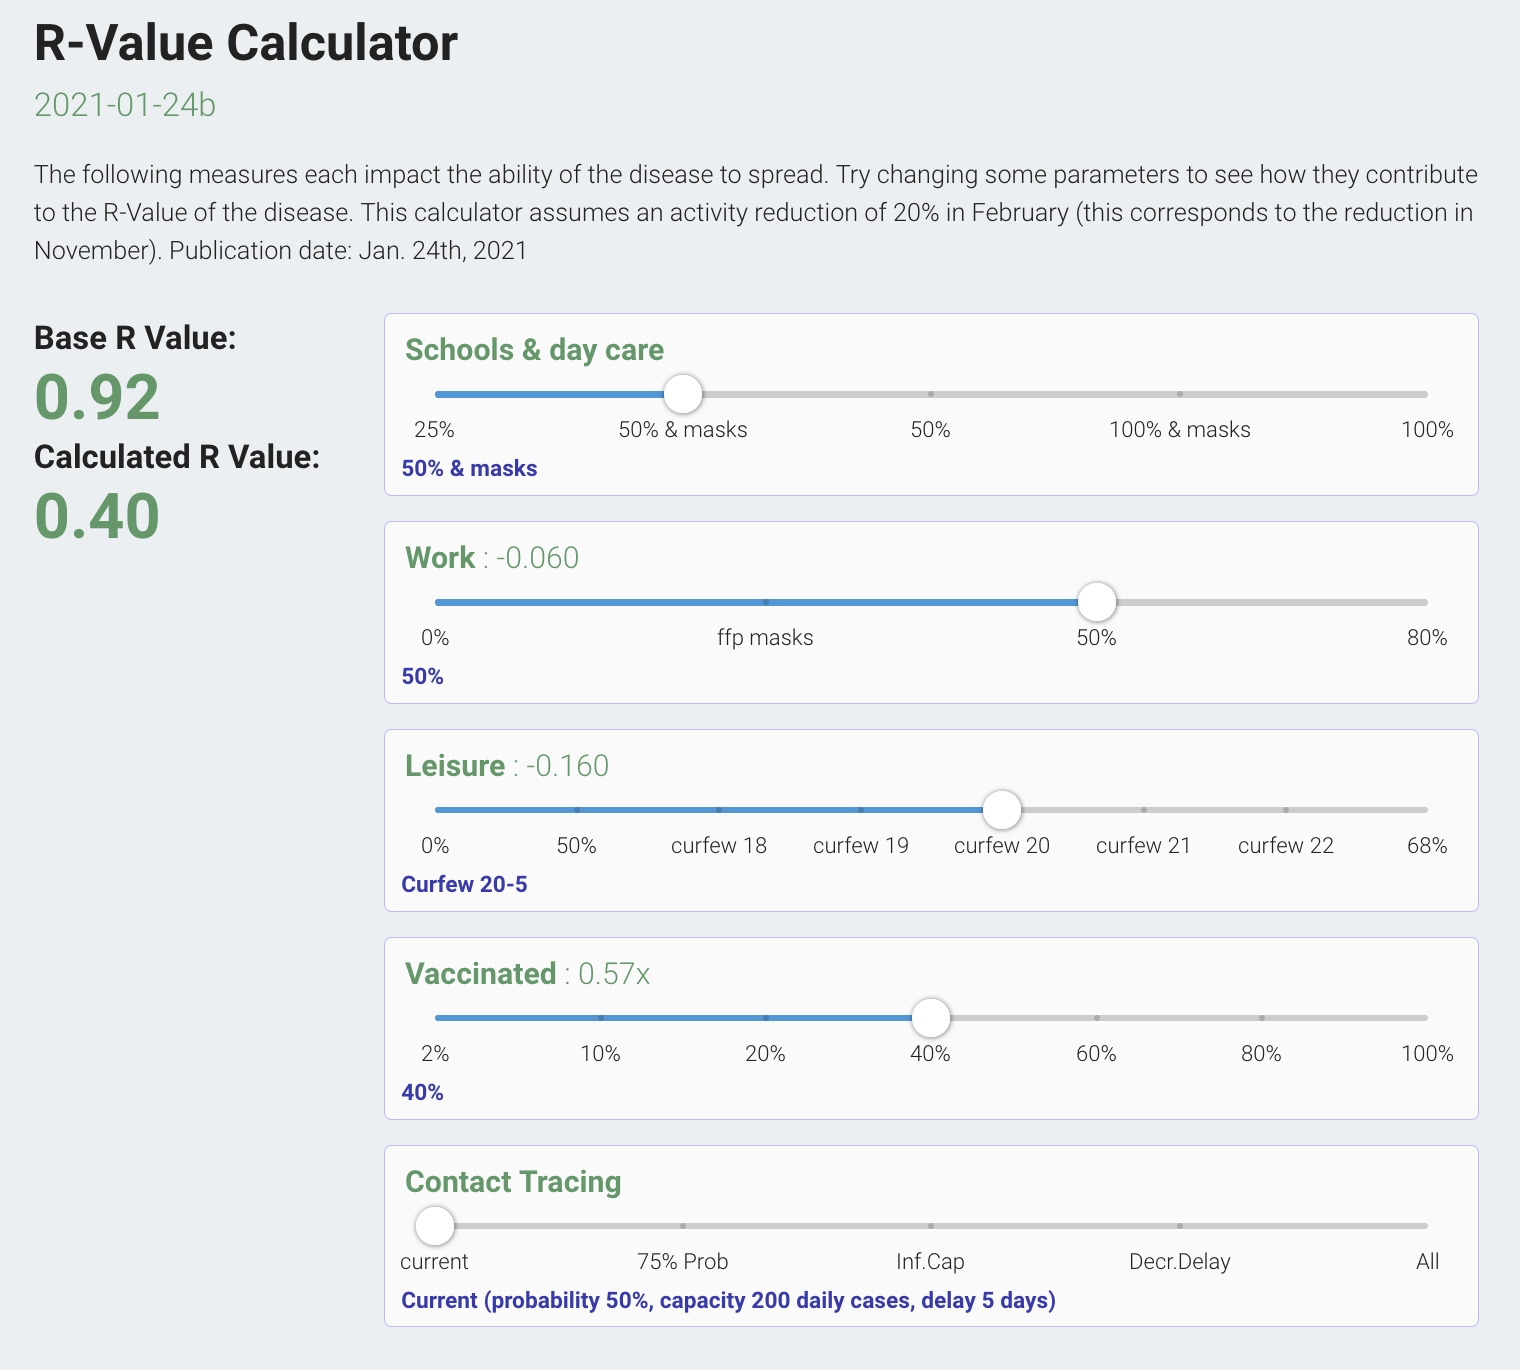 R-Value Calculator
2021-01-24b
The following measures each impact the ability of the disease to spread. Try changing some parameters to see how they contribute
to the R-Value of the disease. This calculator assumes an activity reduction of 20% in February (this corresponds to the reduction in
November). Publication date: Jan. 24th, 2021
Base R Value:
0.92
Calculated R Value:
0.40
Schools & day care
25% 50% & masks 50% 100% & masks 100%
50% & masks
Work : -0.060
0% ffp masks 50% 80%
50%
Leisure : -0.160
0% 50% curfew 18 curfew 19 curfew 20 curfew 21 curfew 22 68%
Curfew 20-5
Vaccinated : 0.57x
2% 10% 20% 40% 60% 80% 100%
40%
Contact Tracing
current 75% Prob Inf.Cap Decr.Delay All
Current (probability 50%, capacity 200 daily cases, delay 5 days)